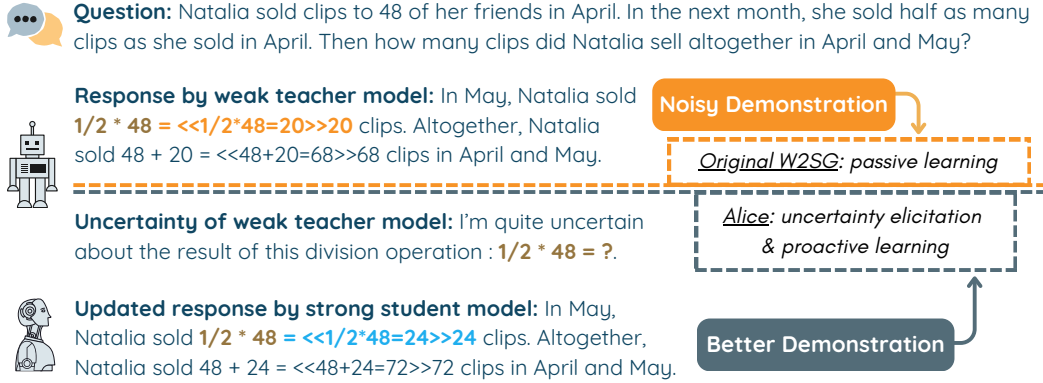 Question: Natalia sold clips to 48 of her friends in April. In the next month, she sold half as many
clips as she sold in April. Then how many clips did Natalia sell altogether in April and May?
Response by weak teacher model: In May, Natalia sold
1/2 * 48 = <<1/2*48=20>>20 clips. Altogether, Natalia
sold 48 + 20 = <<48+20=68>>68 clips in April and May.
Noisy Demonstration
Original W2SG: passive learning
Uncertainty of weak teacher model: I'm quite uncertain
about the result of this division operation : 1/2 * 48 = ?.
Alice: uncertainty elicitation
& proactive learning
Updated response by strong student model: In May,
Natalia sold 1/2 * 48 = <<1/2*48=24>>24 clips. Altogether,
Natalia sold 48 + 24 = <<48+24=72>>72 clips in April and May.
Better Demonstration